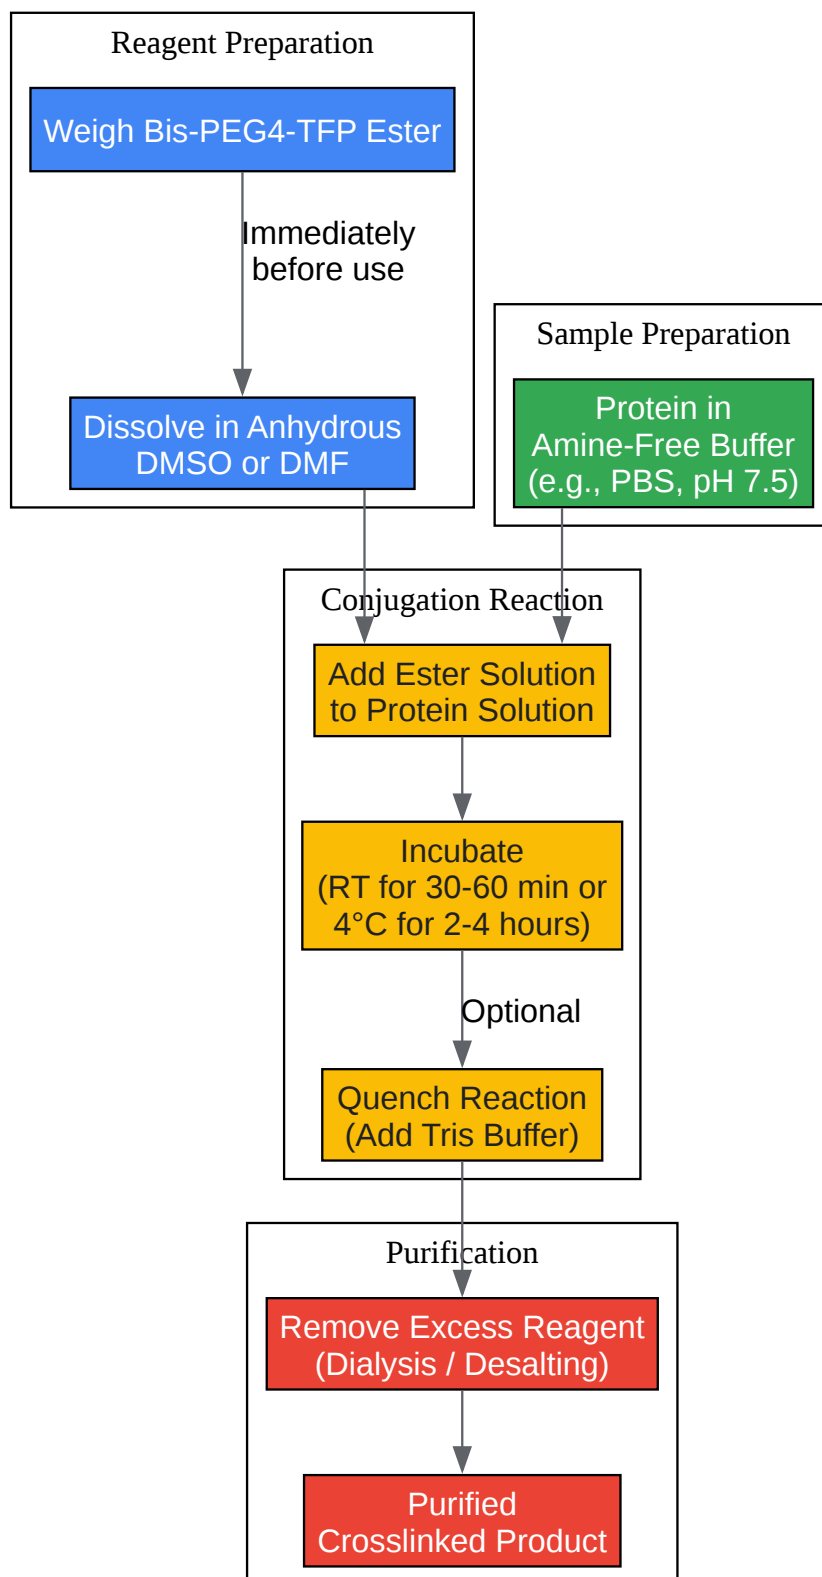 Reagent Preparation
Weigh Bis-PEG4-TFP Ester
Immediately
before use
Dissolve in Anhydrous
DMSO or DMF
Sample Preparation
Protein in
Amine-Free Buffer
(e.g., PBS, pH 7.5)
Conjugation Reaction
Add Ester Solution
to Protein Solution
Incubate
(RT for 30-60 min or
4°C for 2-4 hours)
Optional
Quench Reaction
(Add Tris Buffer)
Purification
Remove Excess Reagent
(Dialysis / Desalting)
Purified
Crosslinked Product